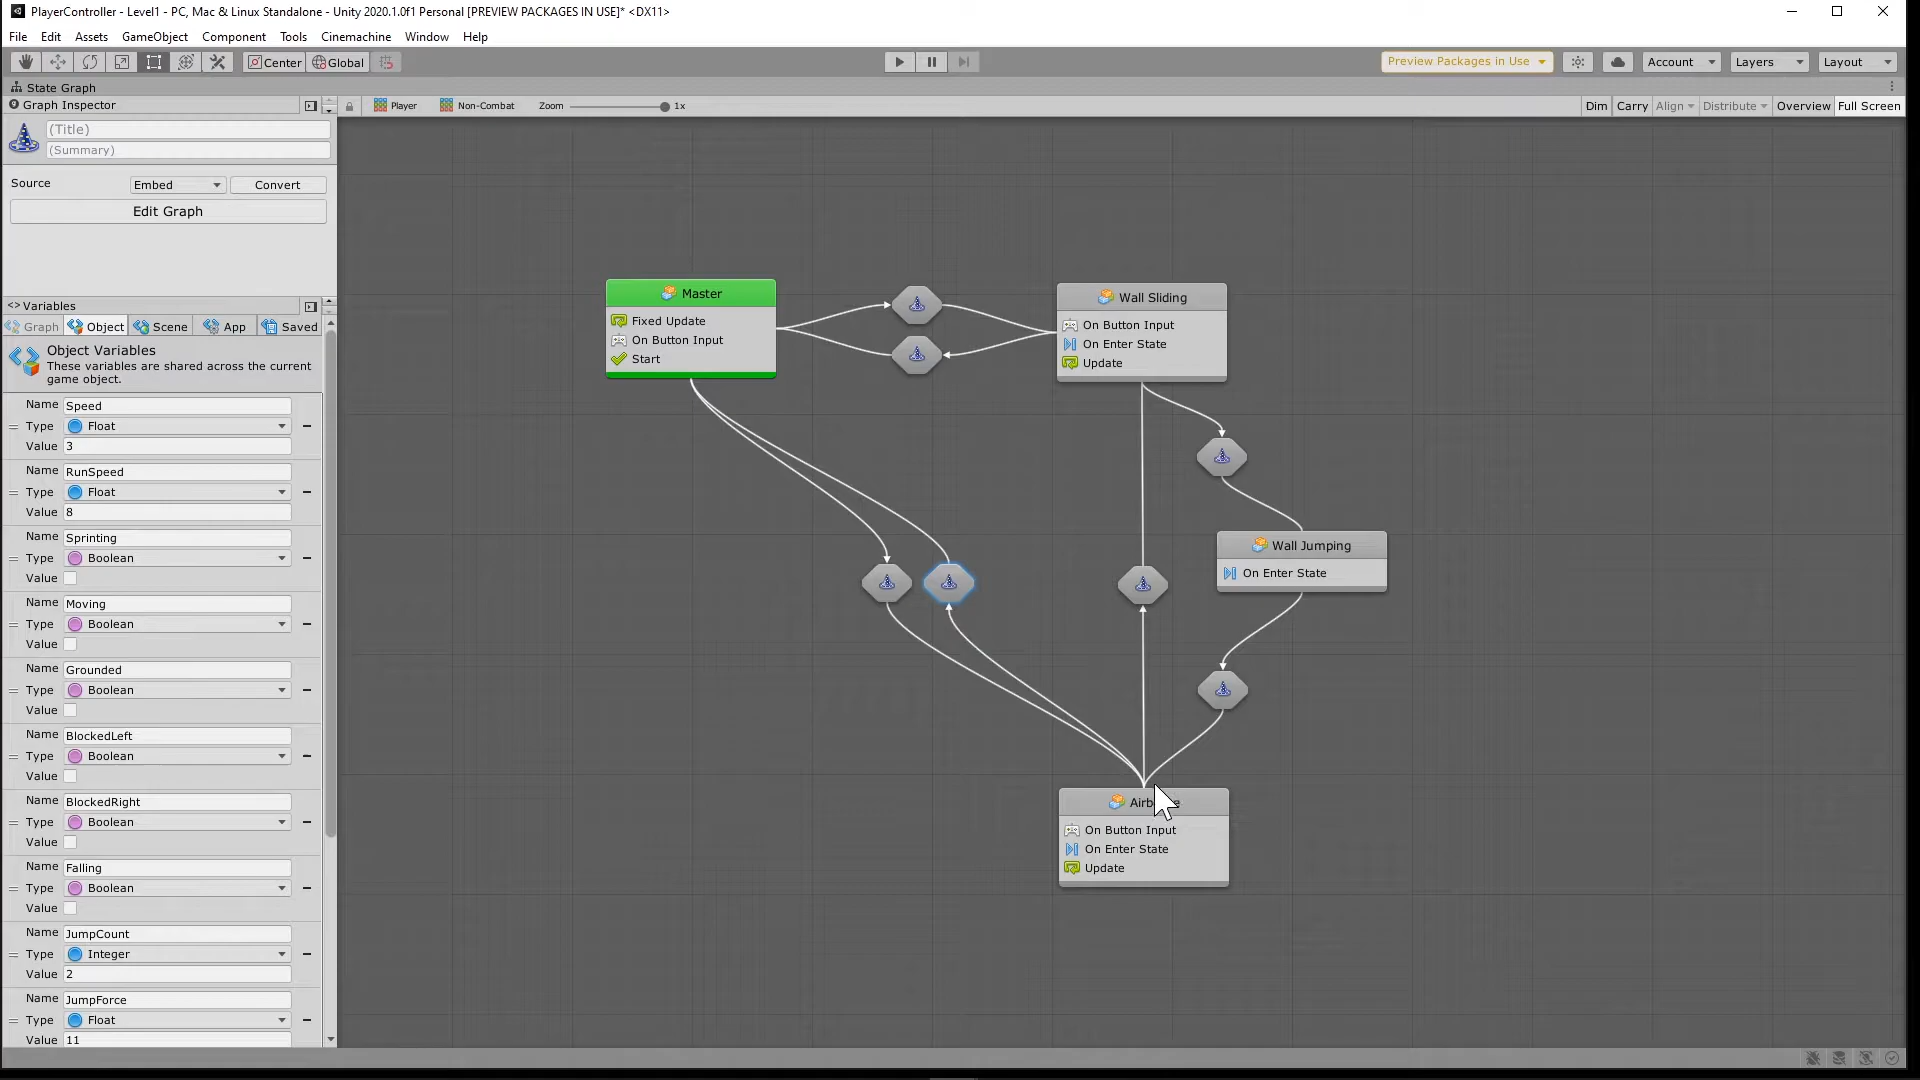 PlayerController - Level1 - PC, Mac & Linux Standalone - Unity 2020.1.0f1 Personal [PREVIEW PACKAGES IN USE]* <DX11>
File Edit Assets GameObject Component Tools Cinemachine Window Help
Center Global Preview Packages in Use Account Layers Layout
State Graph
Graph Inspector
Player Non-Combat Zoom 1x Dim Carry Align Distribute Overview Full Screen
(Title)
(Summary)
Source Embed Convert
Edit Graph
<> Variables
Graph Object Scene App Saved
Object Variables
These variables are shared across the current
game object.
Name Speed
Type Float
Value 3
Name RunSpeed
Type Float
Value 8
Name Sprinting
Type Boolean
Value
Name Moving
Type Boolean
Value
Name Grounded
Type Boolean
Value
Name BlockedLeft
Type Boolean
Value
Name BlockedRight
Type Boolean
Value
Name Falling
Type Boolean
Value
Name JumpCount
Type Integer
Value 2
Name JumpForce
Type Float
Value 11
Master
Fixed Update
On Button Input
Start
Wall Sliding
On Button Input
On Enter State
Update
Wall Jumping
On Enter State
On Button Input
On Enter State
Update